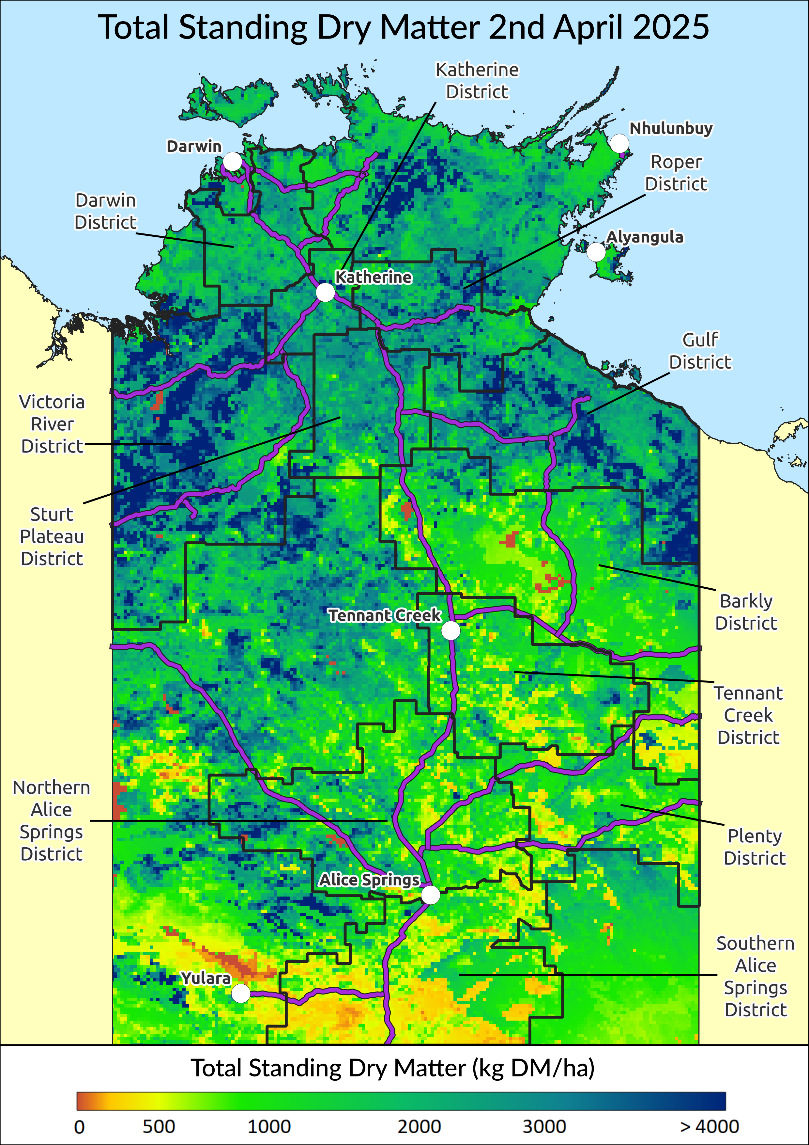 Total Standing Dry Matter 2nd April 2025
Katherine
District
Nhulunbuy
Darwin
Roper
District
Darwin
District
Alyangula
Katherine
Gulf
District
Victoria
River
District
Sturt
Plateau
District
Barkly
District
Tennant Creek
Tennant
Creek
District
Northern
Alice
Springs
District
Plenty
District
Alice Springs
Southern
Alice
Springs
District
Yulara
Total Standing Dry Matter (kg DM/ha)
0 500 1000 2000 3000 > 4000